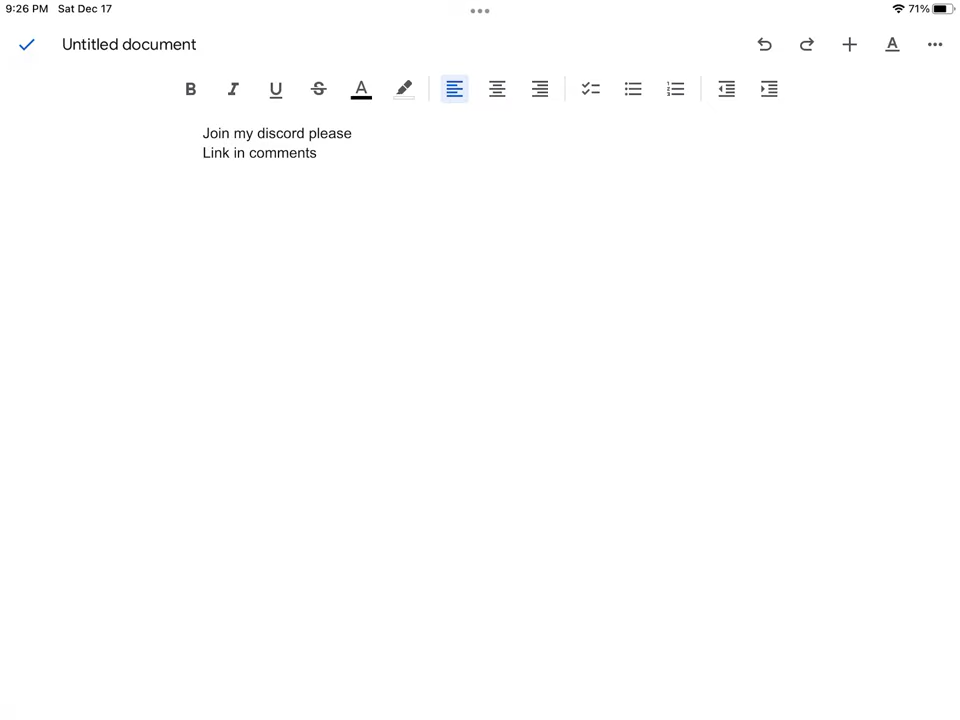 9:26 PM Sat Dec 17
71%
Untitled document
B I U S A
Join my discord please
Link in comments